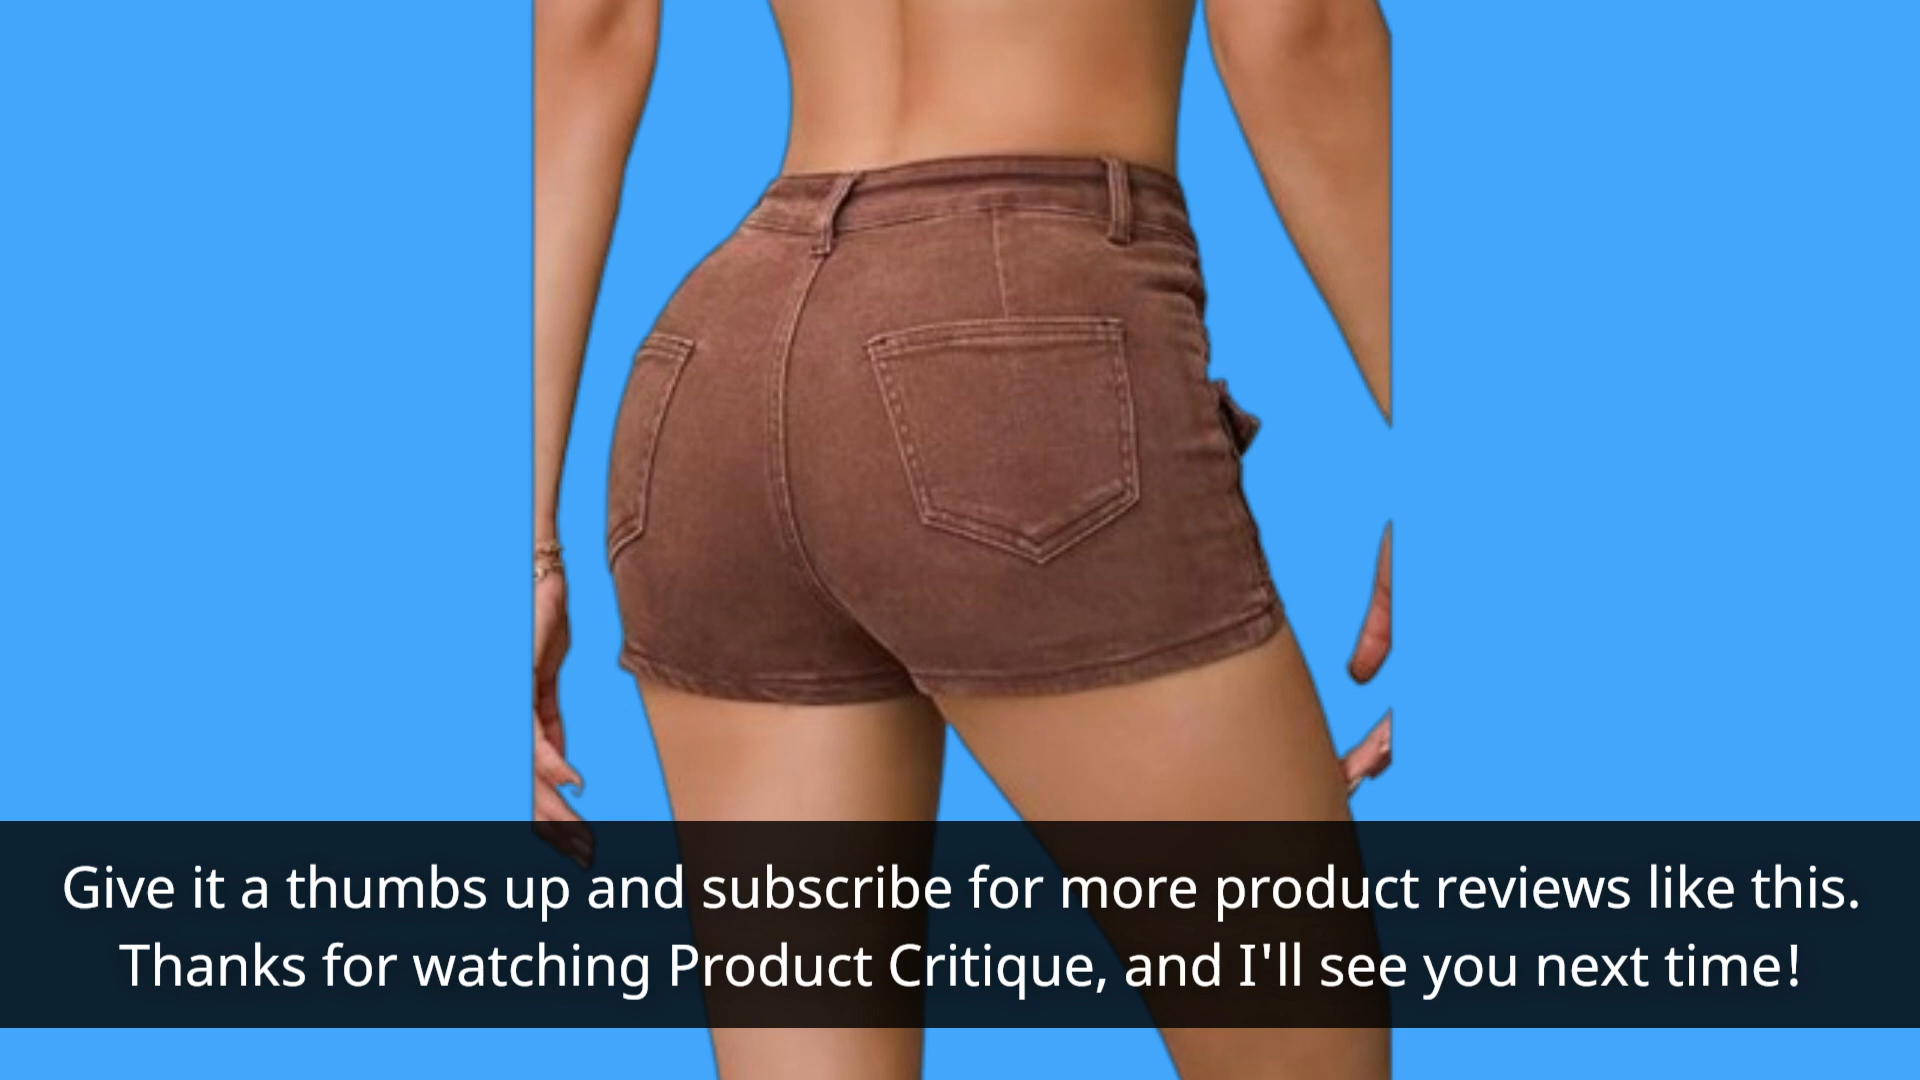 Give it a thumbs up and subscribe for more product reviews like this.
Thanks for watching Product Critique, and I'll see you next time!